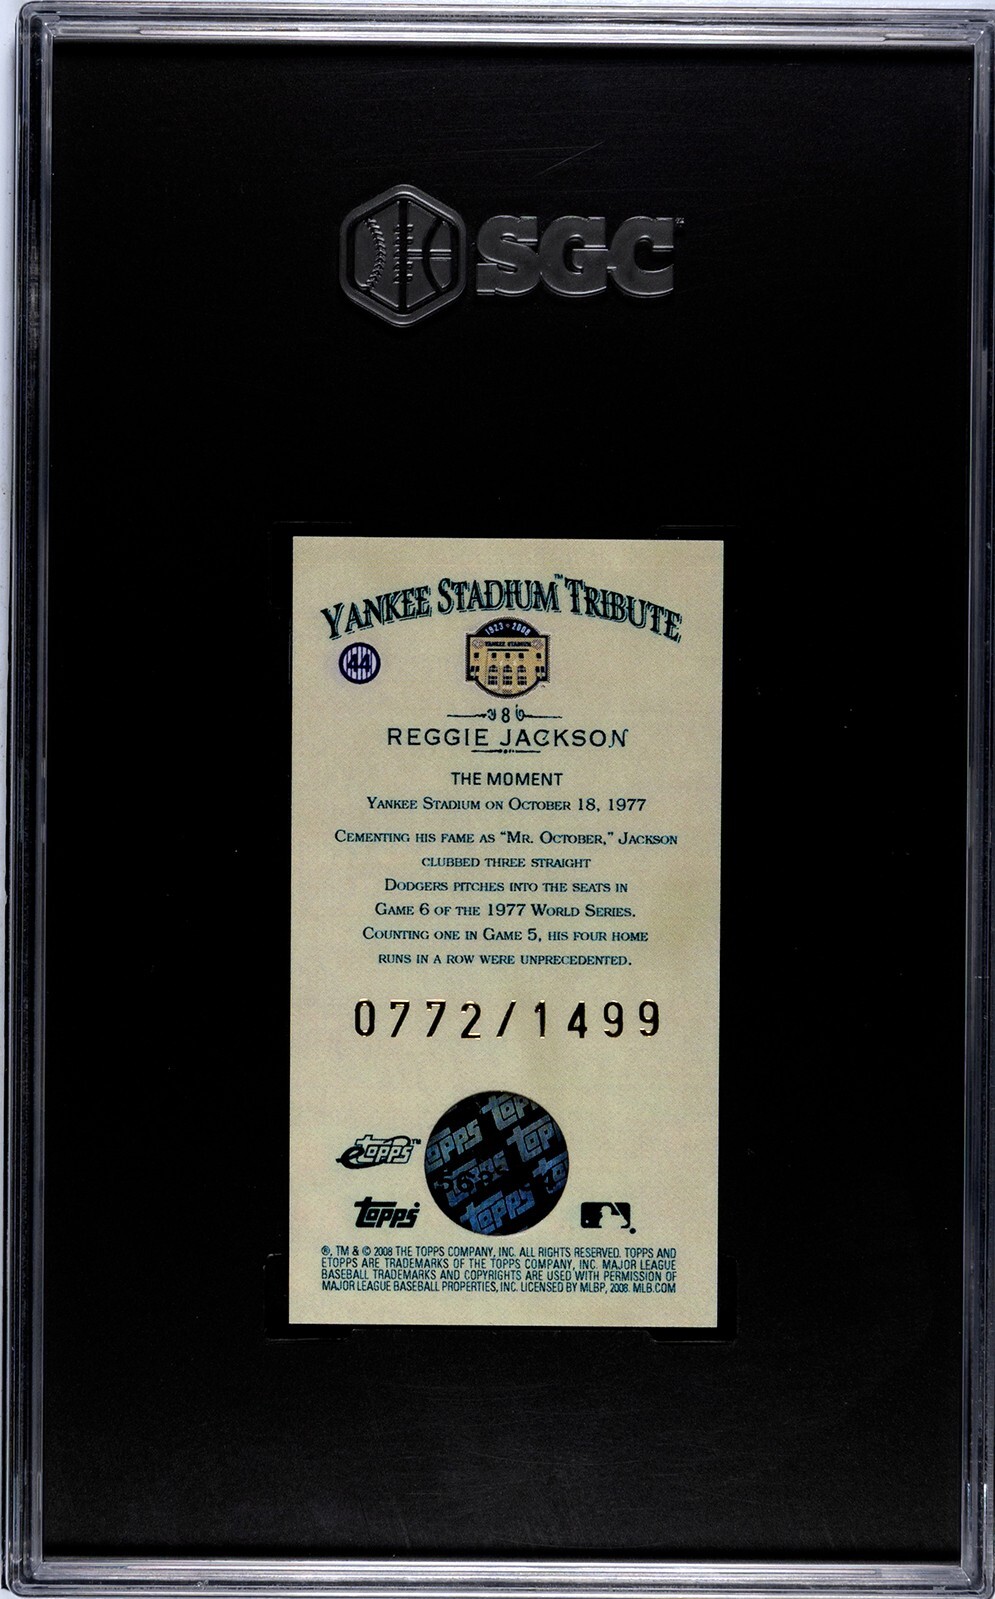 SGC
YANKEE STADIUM™ TRIBUTE
1923 * 2008
YANKEE STADIUM
44
8
REGGIE JACKSON
THE MOMENT
YANKEE STADIUM ON OCTOBER 18, 1977
CEMENTING HIS FAME AS "MR. OCTOBER," JACKSON
CLUBBED THREE STRAIGHT
DODGERS PITCHES INTO THE SEATS IN
GAME 6 OF THE 1977 WORLD SERIES.
COUNTING ONE IN GAME 5, HIS FOUR HOME
RUNS IN A ROW WERE UNPRECEDENTED.
0772/1499
eTopps™
Topps
Topps
Topps
Topps
Topps
®, TM & © 2008 THE TOPPS COMPANY, INC. ALL RIGHTS RESERVED. TOPPS AND
ETOPPS ARE TRADEMARKS OF THE TOPPS COMPANY, INC. MAJOR LEAGUE
BASEBALL TRADEMARKS AND COPYRIGHTS ARE USED WITH PERMISSION OF
MAJOR LEAGUE BASEBALL PROPERTIES, INC. LICENSED BY MLBP, 2008. MLB.COM